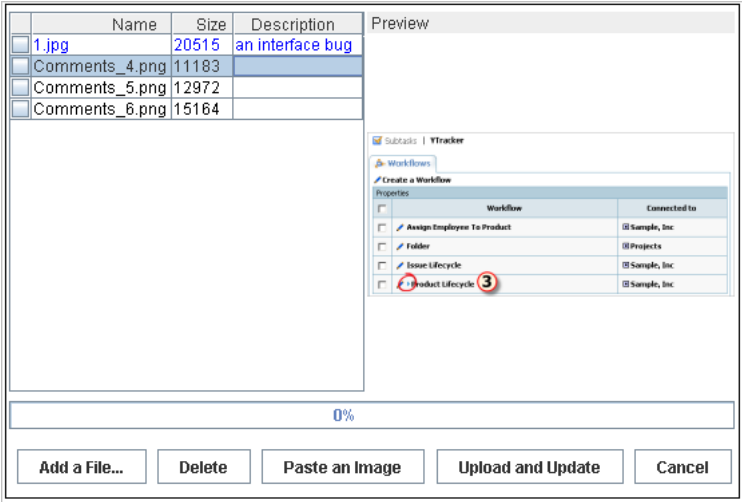 Name Size Description
1.jpg 20515 an interface bug
Comments_4.png 11183
Comments_5.png 12972
Comments_6.png 15164
Preview
Subtasks | YTracker
Workflows
Create a Workflow
Properties
Workflow Connected to
Assign Employee To Product Sample, Inc
Folder Projects
Issue Lifecycle Sample, Inc
Product Lifecycle 3 Sample, Inc
0%
Add a File... Delete Paste an Image Upload and Update Cancel